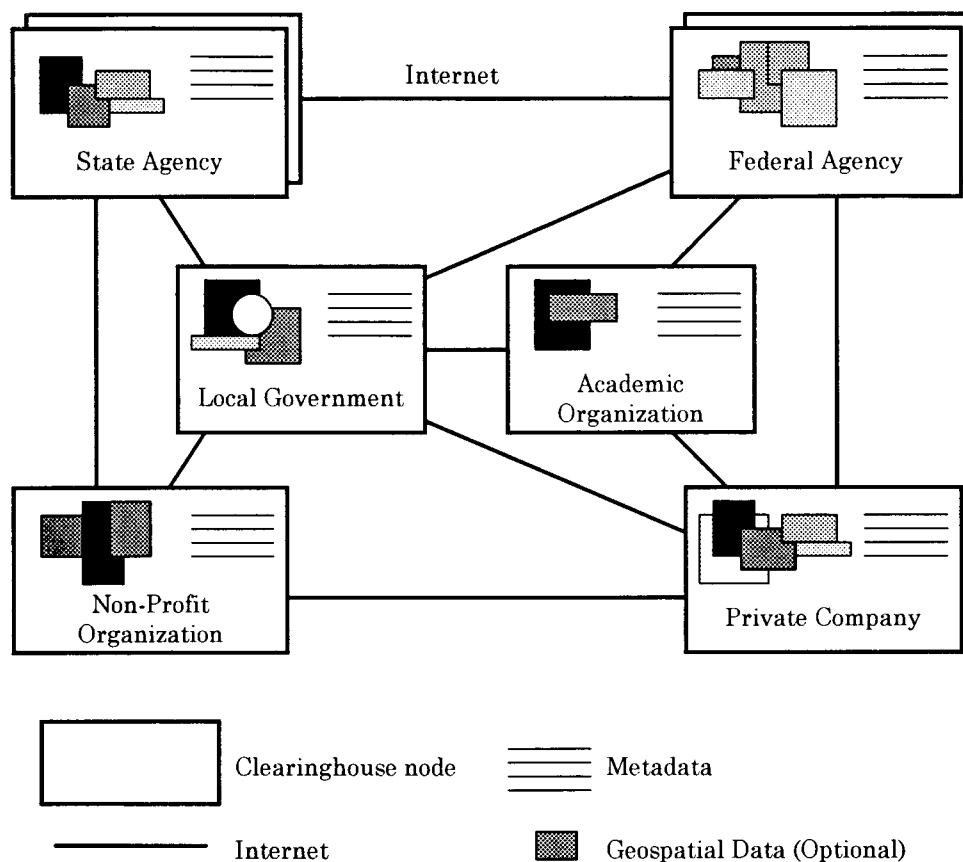 Internet
State Agency
Federal Agency
Local Government
Academic
Organization
Non-Profit
Organization
Private Company
Clearinghouse node
Metadata
Internet
Geospatial Data (Optional)